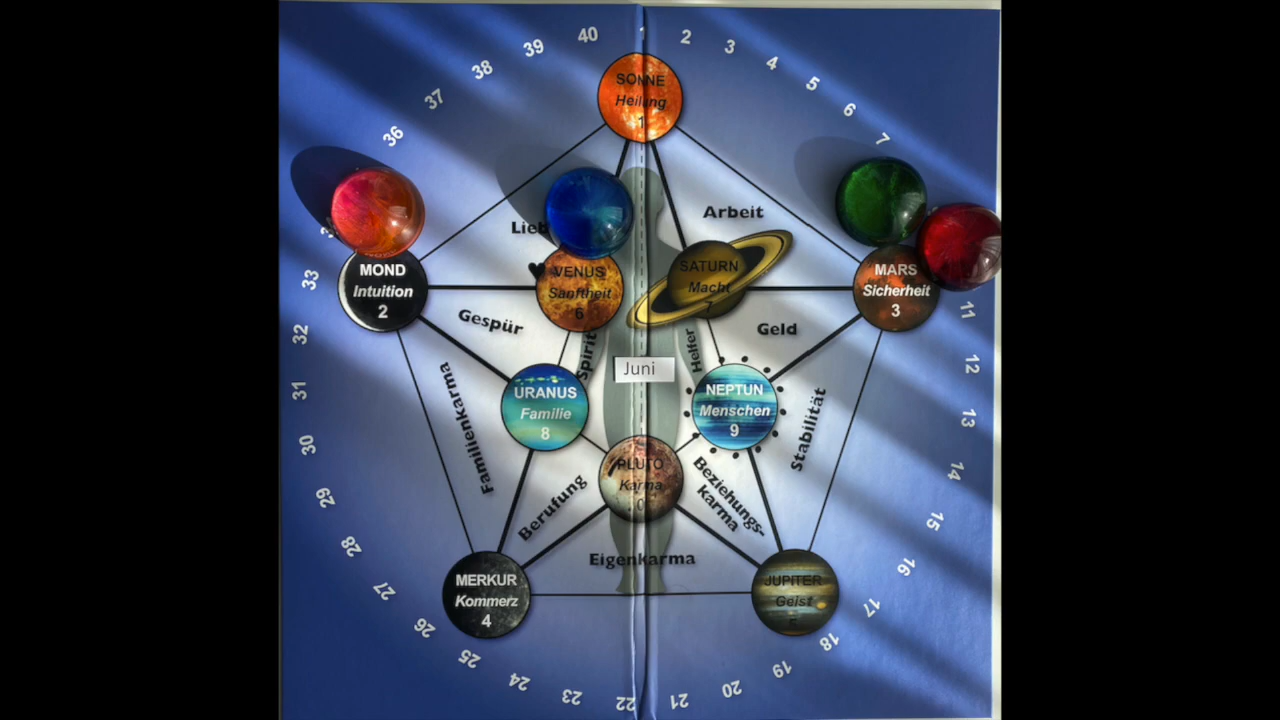 40
1
2
39
3
38
4
37
5
36
6
7
SONNE
Heilung
1
Lieb
Arbeit
MOND
Intuition
2
VENUS
Sanftheit
6
SATURN
Macht
7
MARS
Sicherheit
3
33
11
Gespür
Geld
32
12
Spirit
Helfer
Juni
31
13
URANUS
Familie
8
NEPTUN
Menschen
9
Familienkarma
Stabilität
30
14
PLUTO
Karma
0
29
15
Berufung
Beziehungs-
karma
28
16
Eigenkarma
MERKUR
Kommerz
4
JUPITER
Geist
27
17
26
18
25
19
24
20
23
22
21